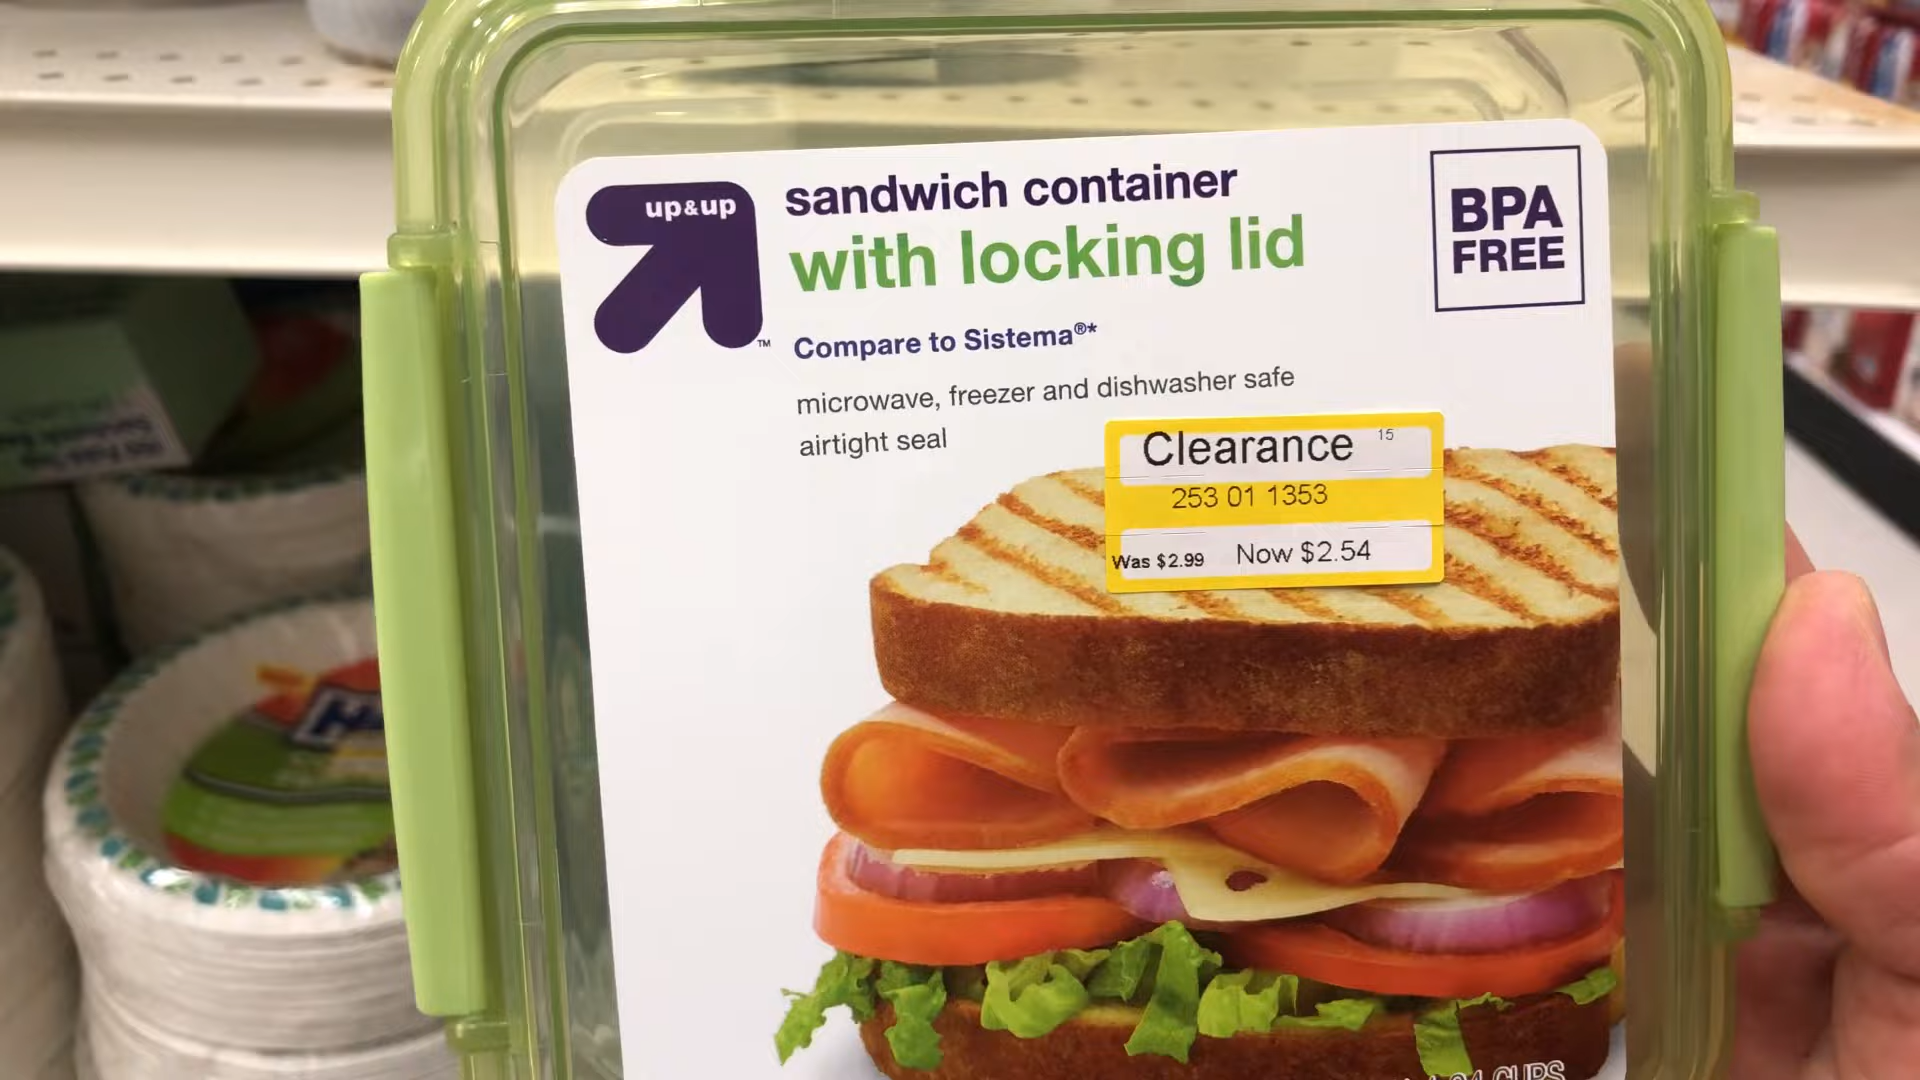 up&up
™
sandwich container
with locking lid
Compare to Sistema®*
microwave, freezer and dishwasher safe
airtight seal
BPA
FREE
Clearance 15
253 01 1353
Was $2.99 Now $2.54
CUPS